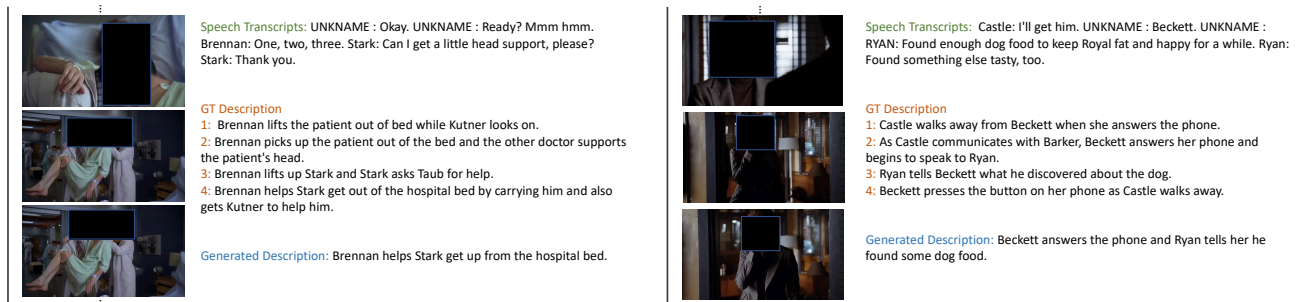 Speech Transcripts: UNKNAME : Okay. UNKNAME : Ready? Mmm hmm.
Brennan: One, two, three. Stark: Can I get a little head support, please?
Stark: Thank you.
GT Description
1: Brennan lifts the patient out of bed while Kutner looks on.
2: Brennan picks up the patient out of the bed and the other doctor supports
the patient's head.
3: Brennan lifts up Stark and Stark asks Taub for help.
4: Brennan helps Stark get out of the hospital bed by carrying him and also
gets Kutner to help him.
Generated Description: Brennan helps Stark get up from the hospital bed.
Speech Transcripts: Castle: I'll get him. UNKNAME : Beckett. UNKNAME :
RYAN: Found enough dog food to keep Royal fat and happy for a while. Ryan:
Found something else tasty, too.
GT Description
1: Castle walks away from Beckett when she answers the phone.
2: As Castle communicates with Barker, Beckett answers her phone and
begins to speak to Ryan.
3: Ryan tells Beckett what he discovered about the dog.
4: Beckett presses the button on her phone as Castle walks away.
Generated Description: Beckett answers the phone and Ryan tells her he
found some dog food.